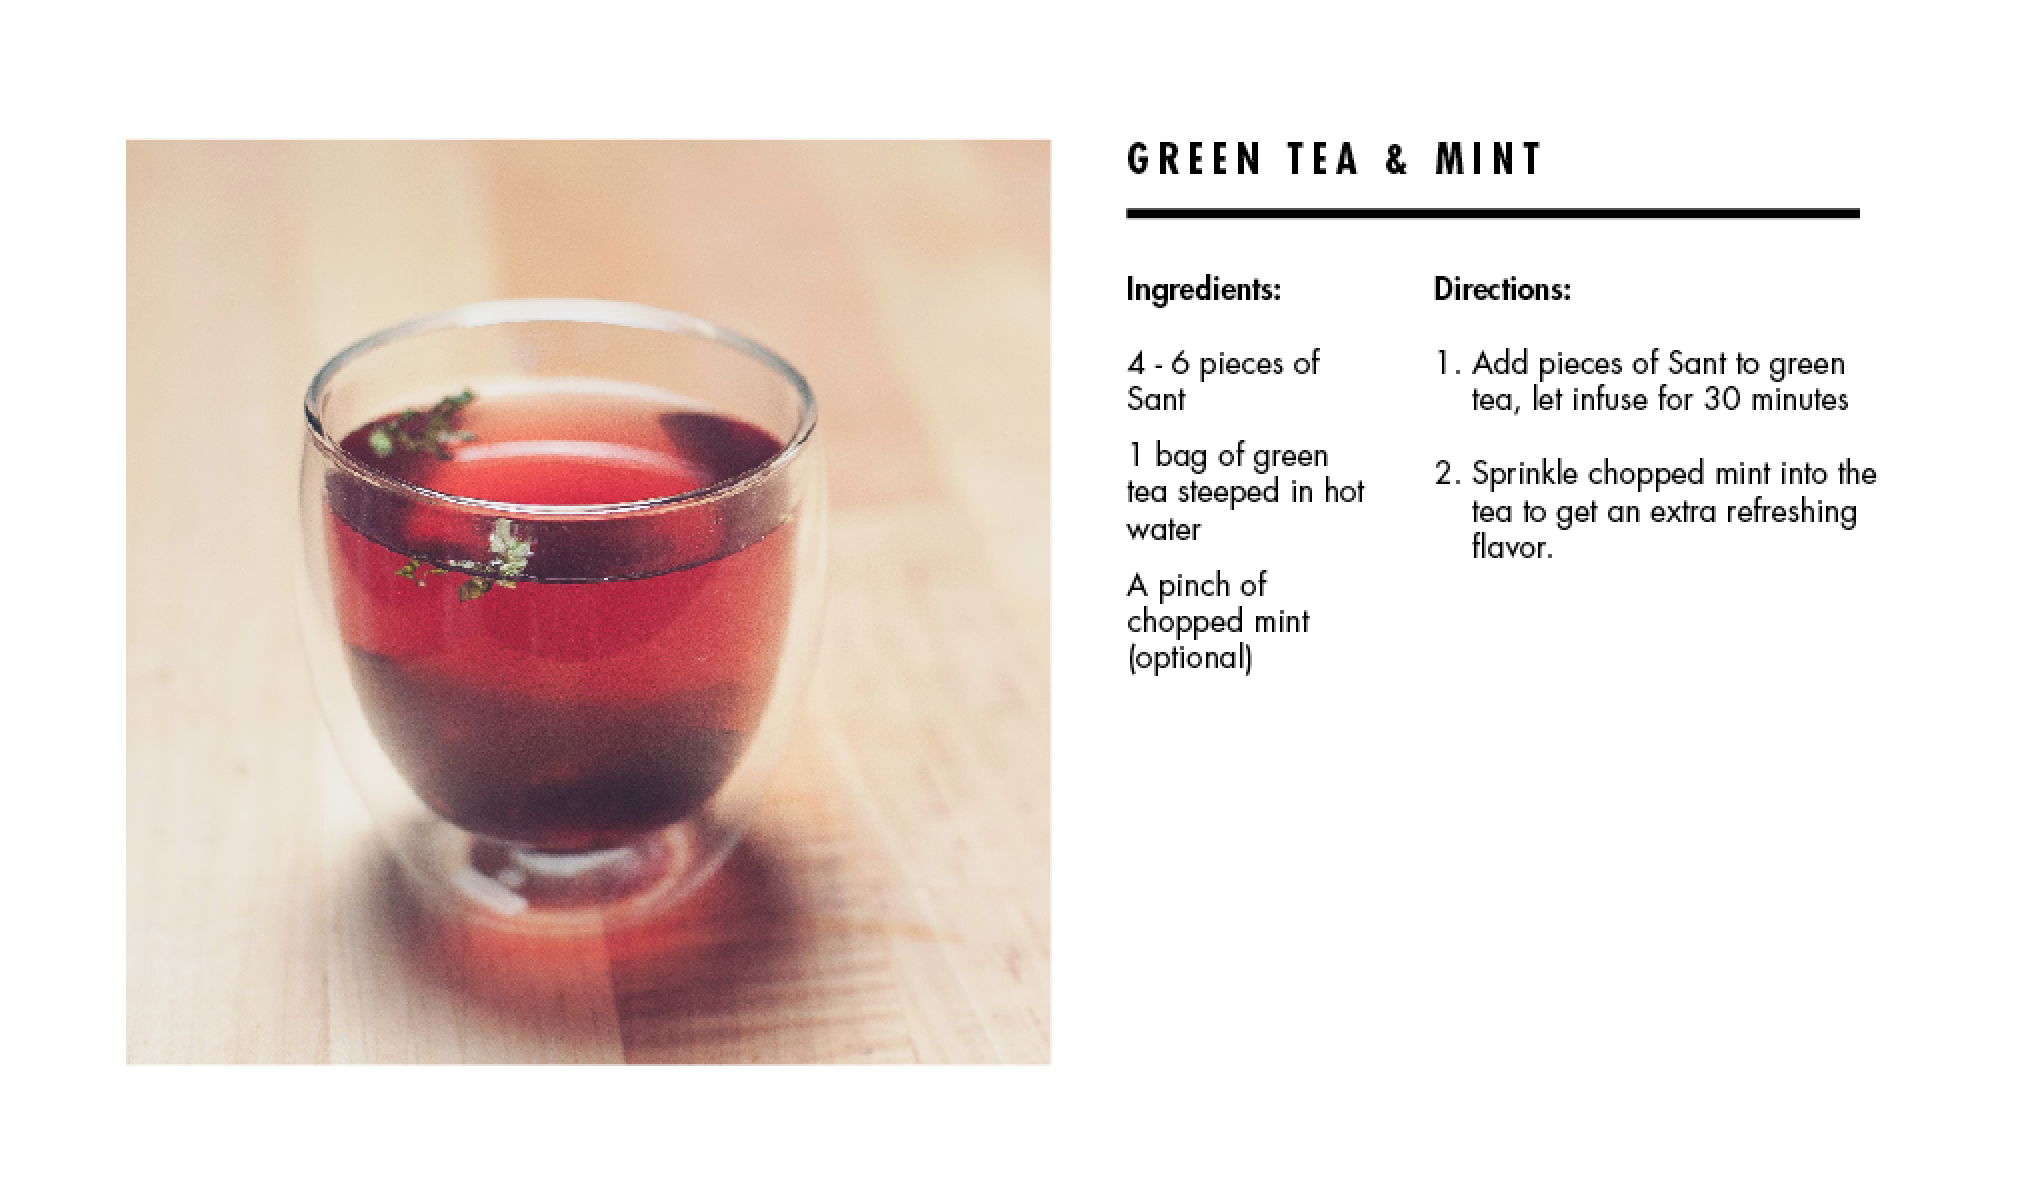 GREEN TEA & MINT
Ingredients:
4 - 6 pieces of
Sant
1 bag of green
tea steeped in hot
water
A pinch of
chopped mint
(optional)
Directions:
1. Add pieces of Sant to green
tea, let infuse for 30 minutes
2. Sprinkle chopped mint into the
tea to get an extra refreshing
flavor.